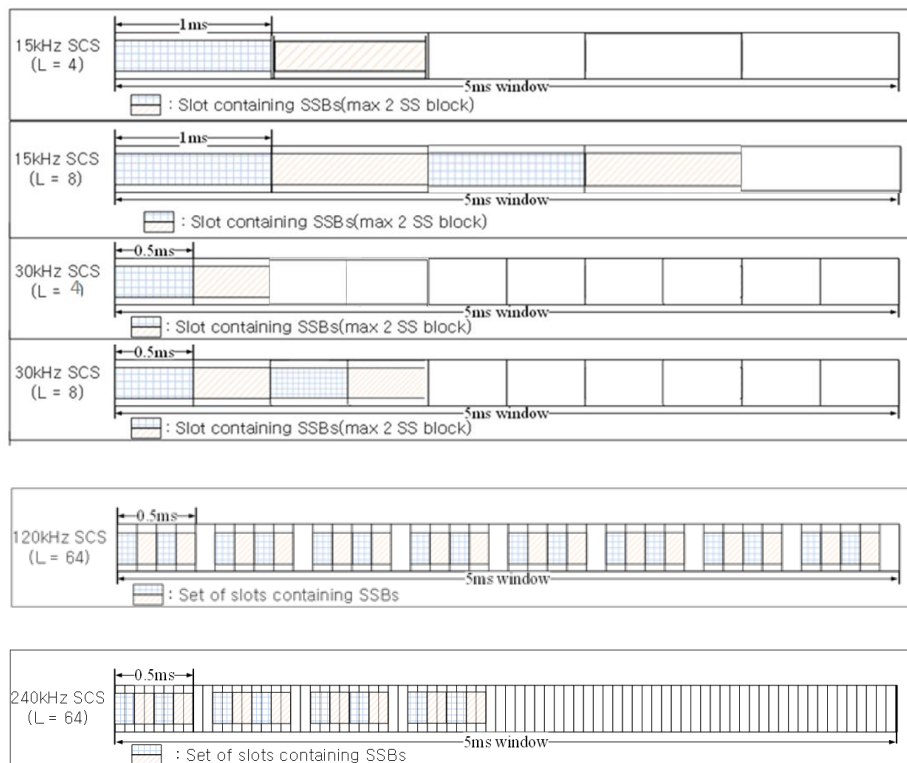 1ms
15kHz SCS
(L = 4)
5ms window
: Slot containing SSBs(max 2 SS block)
1ms
15kHz SCS
(L = 8)
5ms window
: Slot containing SSBs(max 2 SS block)
0.5ms
30kHz SCS
(L = 4)
5ms window
: Slot containing SSBs(max 2 SS block)
0.5ms
30kHz SCS
(L = 8)
5ms window
: Slot containing SSBs(max 2 SS block)
0.5ms
120kHz SCS
(L = 64)
5ms window
: Set of slots containing SSBs
0.5ms
240kHz SCS
(L = 64)
5ms window
: Set of slots containing SSBs